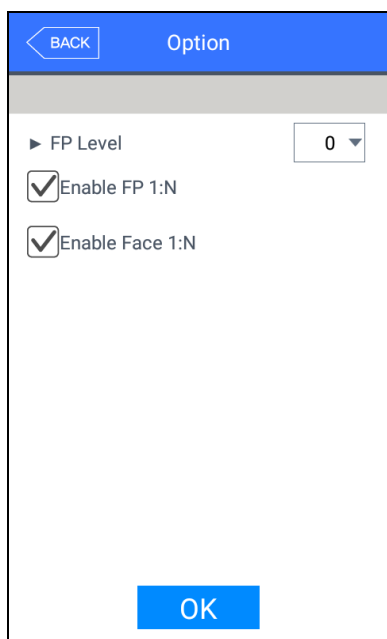 BACK Option
► FP Level 0
Enable FP 1:N
Enable Face 1:N
OK